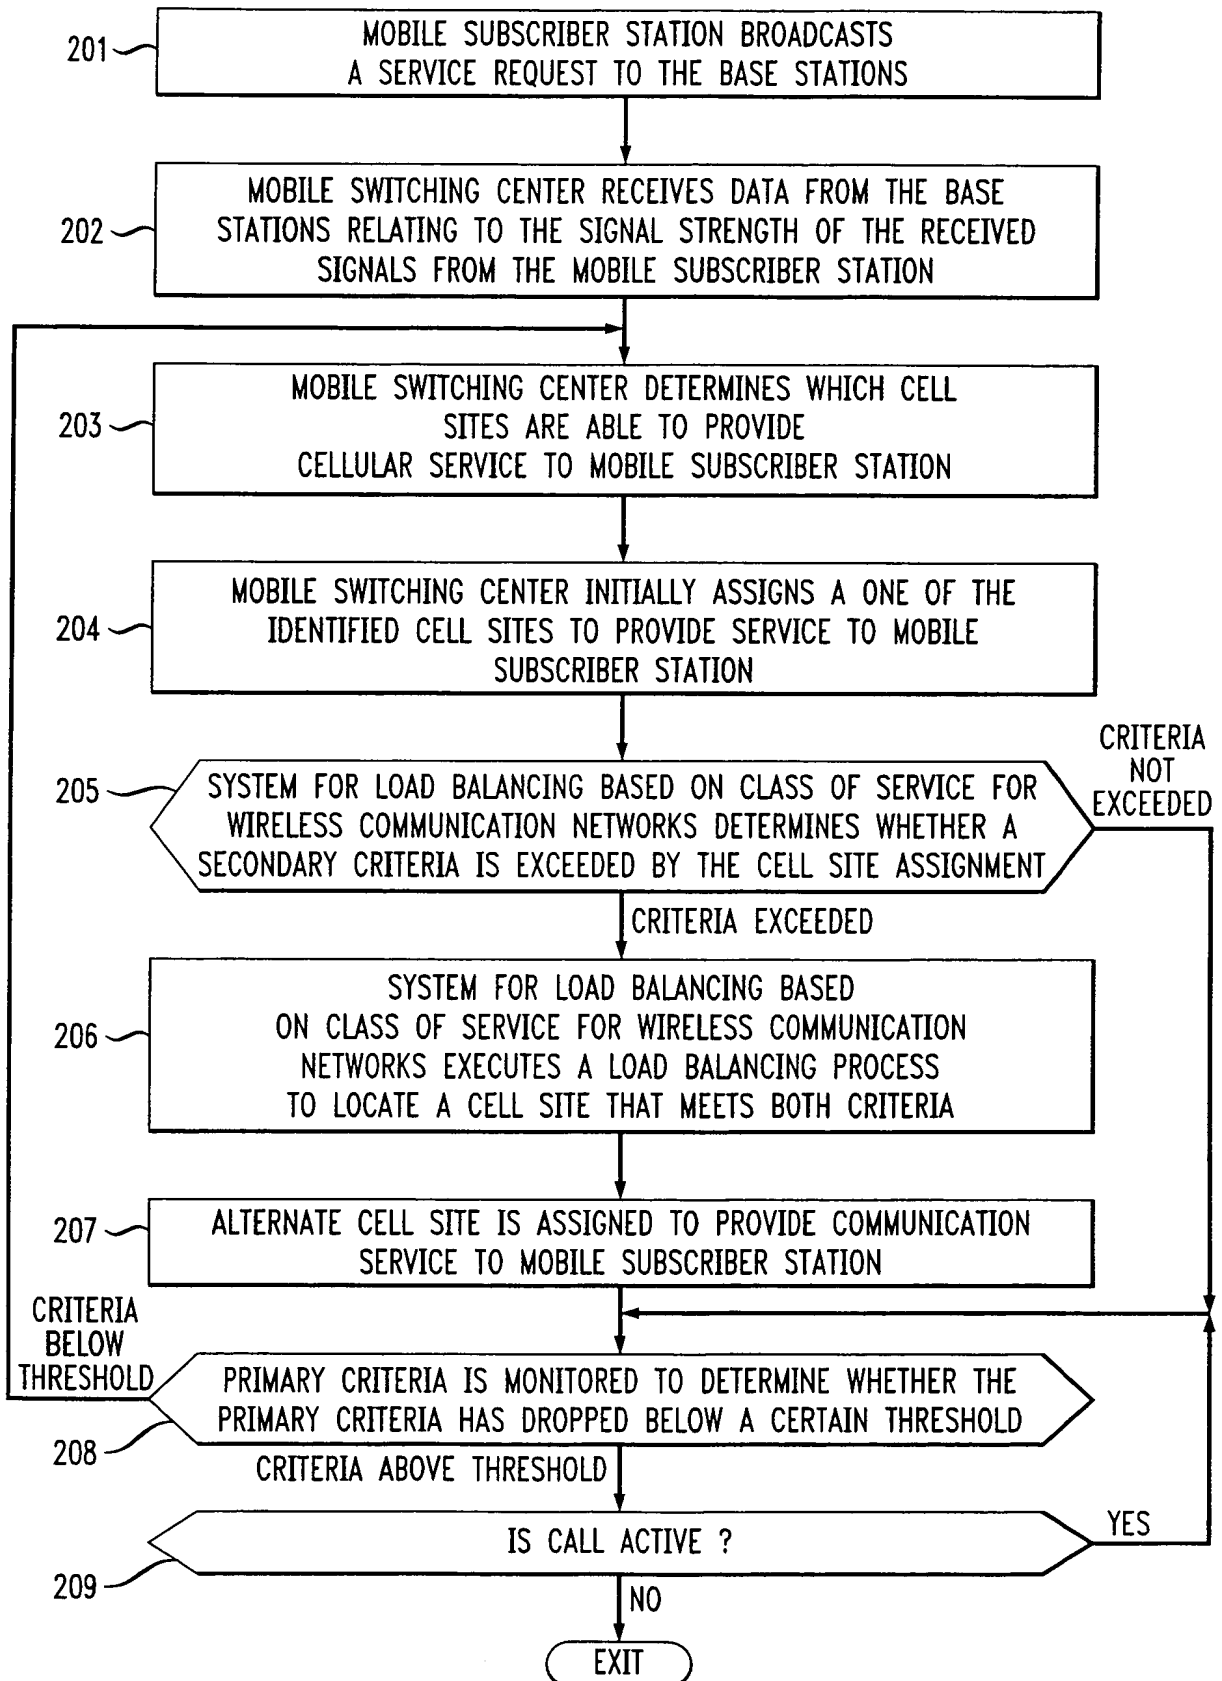 201
MOBILE SUBSCRIBER STATION BROADCASTS
A SERVICE REQUEST TO THE BASE STATIONS
202
MOBILE SWITCHING CENTER RECEIVES DATA FROM THE BASE
STATIONS RELATING TO THE SIGNAL STRENGTH OF THE RECEIVED
SIGNALS FROM THE MOBILE SUBSCRIBER STATION
203
MOBILE SWITCHING CENTER DETERMINES WHICH CELL
SITES ARE ABLE TO PROVIDE
CELLULAR SERVICE TO MOBILE SUBSCRIBER STATION
204
MOBILE SWITCHING CENTER INITIALLY ASSIGNS A ONE OF THE
IDENTIFIED CELL SITES TO PROVIDE SERVICE TO MOBILE
SUBSCRIBER STATION
205
SYSTEM FOR LOAD BALANCING BASED ON CLASS OF SERVICE FOR
WIRELESS COMMUNICATION NETWORKS DETERMINES WHETHER A
SECONDARY CRITERIA IS EXCEEDED BY THE CELL SITE ASSIGNMENT
CRITERIA
NOT
EXCEEDED
CRITERIA EXCEEDED
206
SYSTEM FOR LOAD BALANCING BASED
ON CLASS OF SERVICE FOR WIRELESS COMMUNICATION
NETWORKS EXECUTES A LOAD BALANCING PROCESS
TO LOCATE A CELL SITE THAT MEETS BOTH CRITERIA
207
ALTERNATE CELL SITE IS ASSIGNED TO PROVIDE COMMUNICATION
SERVICE TO MOBILE SUBSCRIBER STATION
CRITERIA
BELOW
THRESHOLD
208
PRIMARY CRITERIA IS MONITORED TO DETERMINE WHETHER THE
PRIMARY CRITERIA HAS DROPPED BELOW A CERTAIN THRESHOLD
CRITERIA ABOVE THRESHOLD
209
IS CALL ACTIVE ?
YES
NO
EXIT